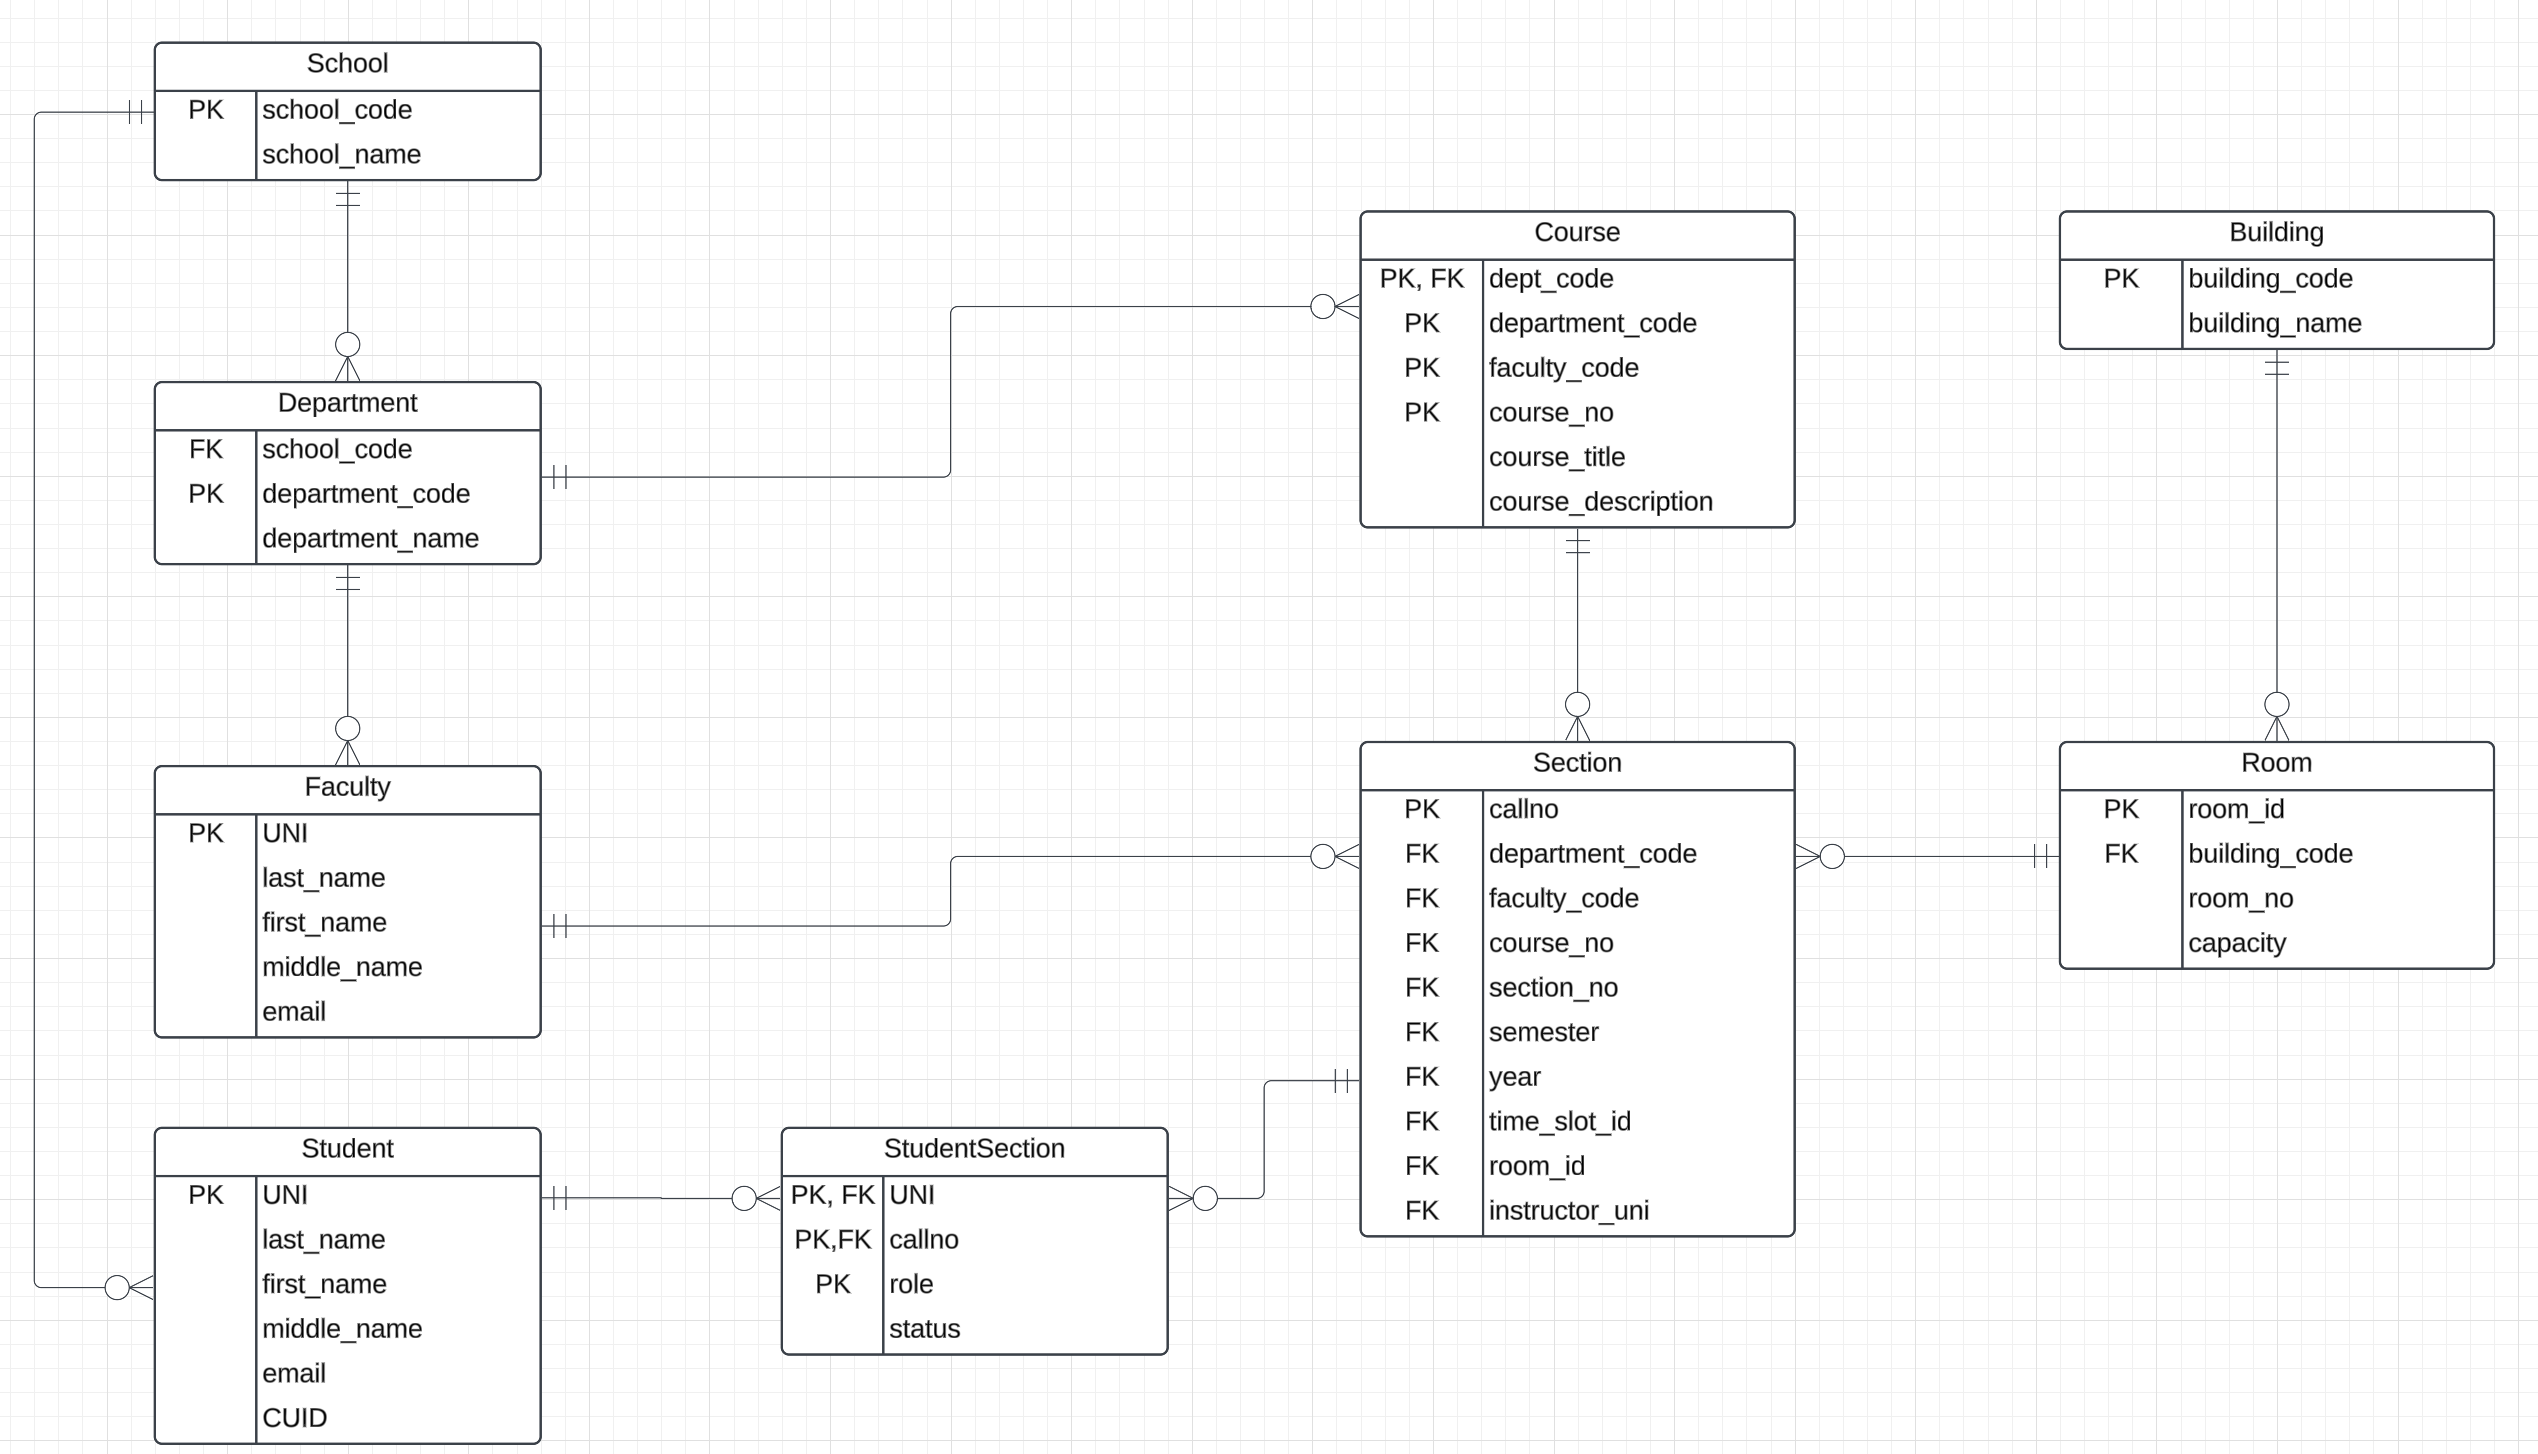 School
PK school_code
school_name
Department
FK school_code
PK department_code
department_name
Faculty
PK UNI
last_name
first_name
middle_name
email
Student
PK UNI
last_name
first_name
middle_name
email
CUID
StudentSection
PK, FK UNI
PK,FK callno
PK role
status
Course
PK, FK dept_code
PK department_code
PK faculty_code
PK course_no
course_title
course_description
Section
PK callno
FK department_code
FK faculty_code
FK course_no
FK section_no
FK semester
FK year
FK time_slot_id
FK room_id
FK instructor_uni
Building
PK building_code
building_name
Room
PK room_id
FK building_code
room_no
capacity